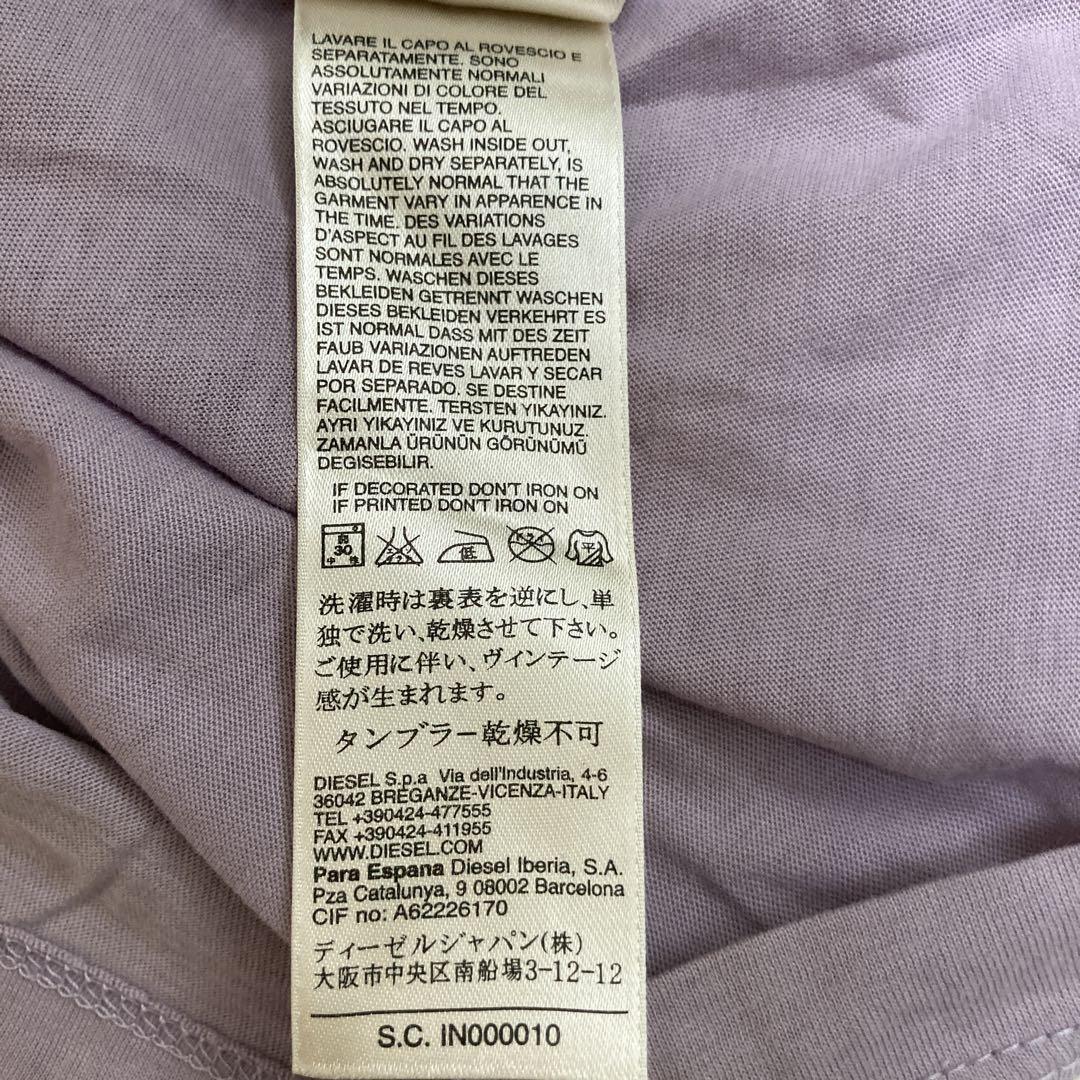 LAVARE IL CAPO AL ROVESCIO E
SEPARATAMENTE. SONO
ASSOLUTAMENTE NORMALI
VARIAZIONI DI COLORE DEL
TESSUTO NEL TEMPO.
ASCIUGARE IL CAPO AL
ROVESCIO. WASH INSIDE OUT,
WASH AND DRY SEPARATELY, IS
ABSOLUTELY NORMAL THAT THE
GARMENT VARY IN APPARENCE IN
THE TIME. DES VARIATIONS
D'ASPECT AU FIL DES LAVAGES
SONT NORMALES AVEC LE
TEMPS. WASCHEN DIESES
BEKLEIDEN GETRENNT WASCHEN
DIESES BEKLEIDEN VERKEHRT ES
IST NORMAL DASS MIT DES ZEIT
FAUB VARIAZIONEN AUFTREDEN
LAVAR DE REVES LAVAR Y SECAR
POR SEPARADO. SE DESTINE
FACILMENTE. TERSTEN YIKAYINIZ.
AYRI YIKAYINIZ VE KURUTUNUZ.
ZAMANLA ÜRÜNÜN GÖRÜNÜMÜ
DEGISEBILIR.
IF DECORATED DON'T IRON ON
IF PRINTED DON'T IRON ON
弱 30 中性 低 ドライ 平
洗濯時は裏表を逆にし、単
独で洗い、乾燥させて下さい。
ご使用に伴い、ヴィンテージ
感が生まれます。
タンブラー乾燥不可
DIESEL S.p.a Via dell'Industria, 4-6
36042 BREGANZE-VICENZA-ITALY
TEL +390424-477555
FAX +390424-411955
WWW.DIESEL.COM
Para Espana Diesel Iberia, S.A.
Pza Catalunya, 9 08002 Barcelona
CIF no: A62226170
ディーゼルジャパン(株)
大阪市中央区南船場3-12-12
S.C. IN000010